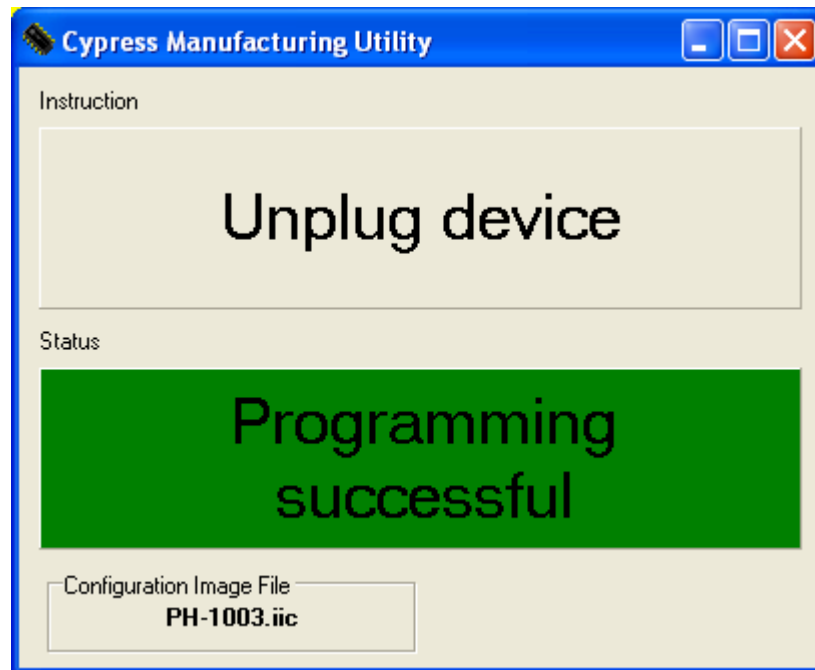 Cypress Manufacturing Utility
Instruction
Unplug device
Status
Programming
successful
Configuration Image File
PH-1003.iic